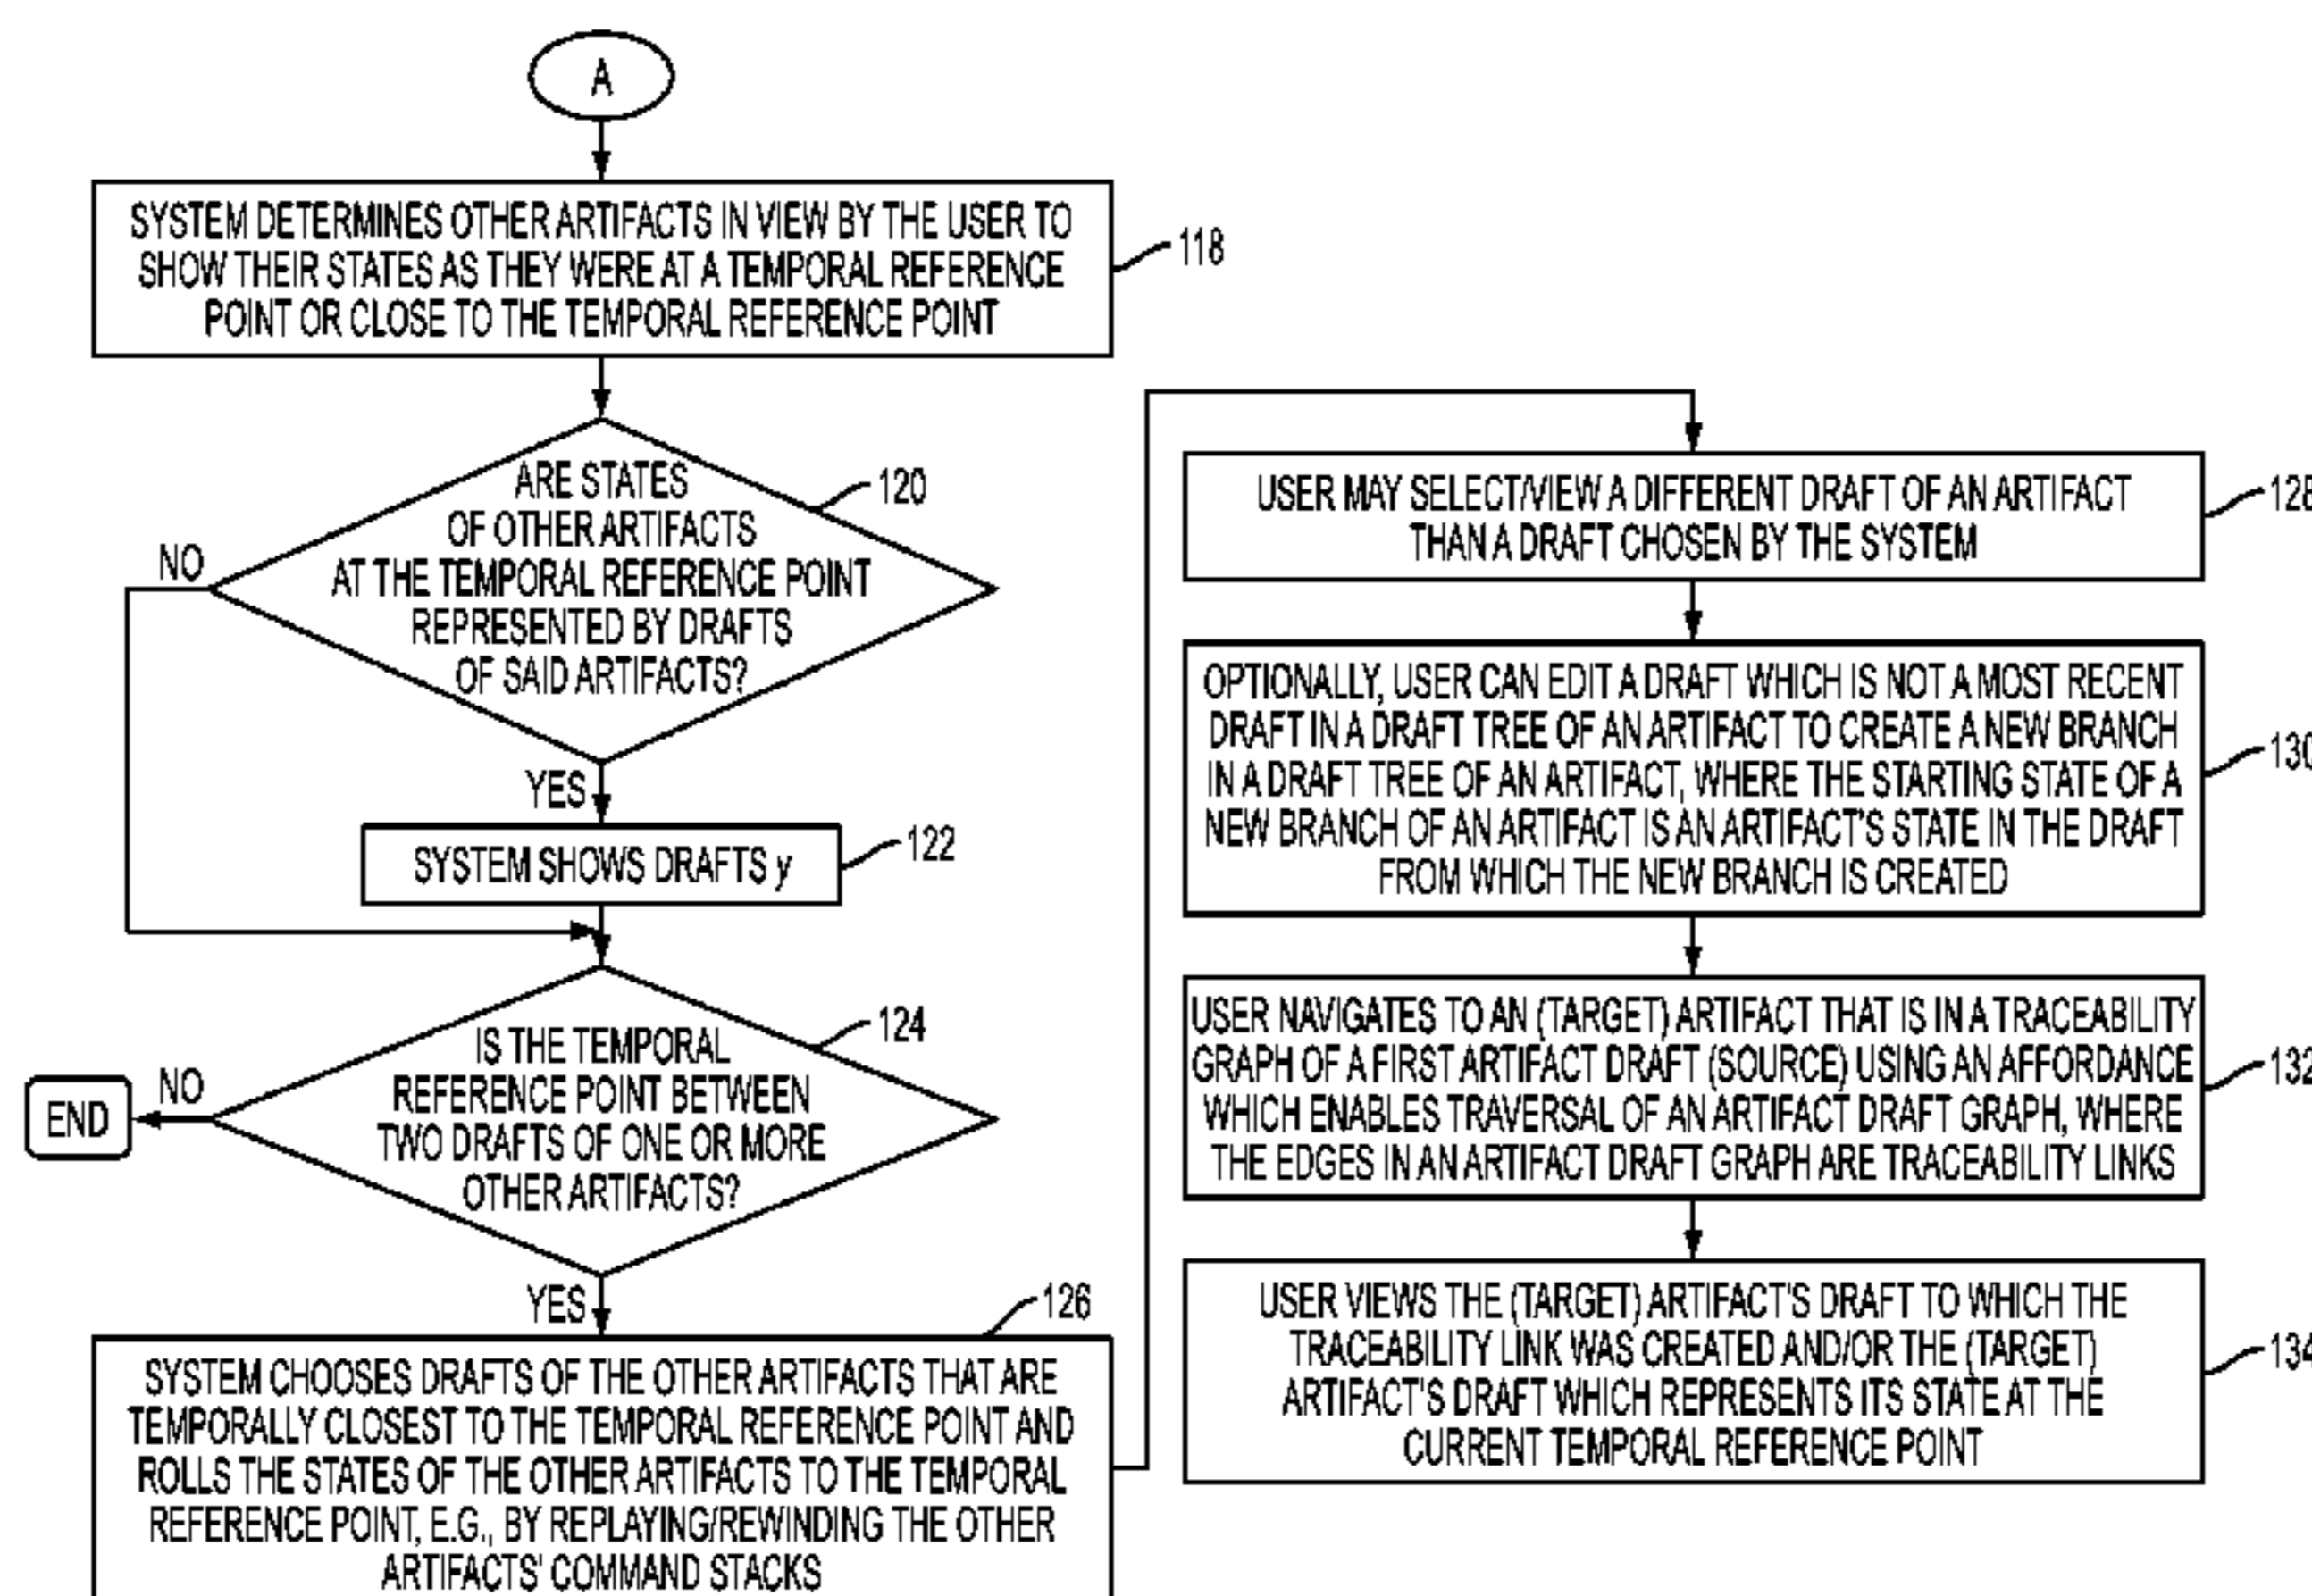 A
SYSTEM DETERMINES OTHER ARTIFACTS IN VIEW BY THE USER TO
SHOW THEIR STATES AS THEY WERE AT A TEMPORAL REFERENCE
POINT OR CLOSE TO THE TEMPORAL REFERENCE POINT
118
ARE STATES
OF OTHER ARTIFACTS
AT THE TEMPORAL REFERENCE POINT
REPRESENTED BY DRAFTS
OF SAID ARTIFACTS?
120
NO
YES
SYSTEM SHOWS DRAFTS y
122
IS THE TEMPORAL
REFERENCE POINT BETWEEN
TWO DRAFTS OF ONE OR MORE
OTHER ARTIFACTS?
124
NO
END
YES
126
SYSTEM CHOOSES DRAFTS OF THE OTHER ARTIFACTS THAT ARE
TEMPORALLY CLOSEST TO THE TEMPORAL REFERENCE POINT AND
ROLLS THE STATES OF THE OTHER ARTIFACTS TO THE TEMPORAL
REFERENCE POINT, E.G., BY REPLAYING/REWINDING THE OTHER
ARTIFACTS' COMMAND STACKS
USER MAY SELECT/VIEW A DIFFERENT DRAFT OF AN ARTIFACT
THAN A DRAFT CHOSEN BY THE SYSTEM
128
OPTIONALLY, USER CAN EDIT A DRAFT WHICH IS NOT A MOST RECENT
DRAFT IN A DRAFT TREE OF AN ARTIFACT TO CREATE A NEW BRANCH
IN A DRAFT TREE OF AN ARTIFACT, WHERE THE STARTING STATE OF A
NEW BRANCH OF AN ARTIFACT IS AN ARTIFACT'S STATE IN THE DRAFT
FROM WHICH THE NEW BRANCH IS CREATED
130
USER NAVIGATES TO AN (TARGET) ARTIFACT THAT IS IN A TRACEABILITY
GRAPH OF A FIRST ARTIFACT DRAFT (SOURCE) USING AN AFFORDANCE
WHICH ENABLES TRAVERSAL OF AN ARTIFACT DRAFT GRAPH, WHERE
THE EDGES IN AN ARTIFACT DRAFT GRAPH ARE TRACEABILITY LINKS
132
USER VIEWS THE (TARGET) ARTIFACT'S DRAFT TO WHICH THE
TRACEABILITY LINK WAS CREATED AND/OR THE (TARGET)
ARTIFACT'S DRAFT WHICH REPRESENTS ITS STATE AT THE
CURRENT TEMPORAL REFERENCE POINT
134